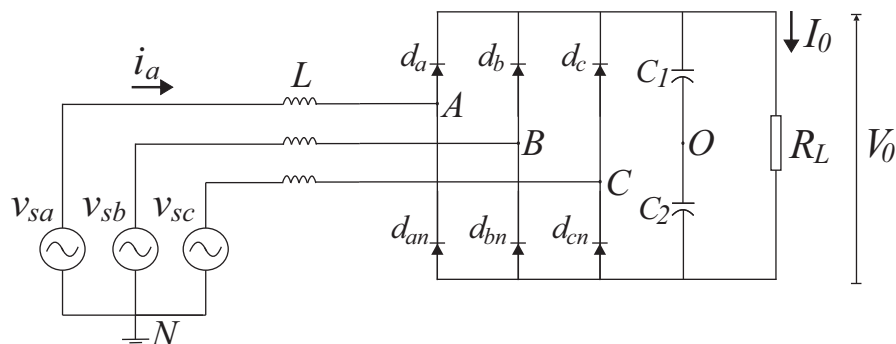 d_a d_b d_c C_1 I_0
i_a L
A
B O R_L V_0
C
v_sa v_sb v_sc C_2
d_an d_bn d_cn
N